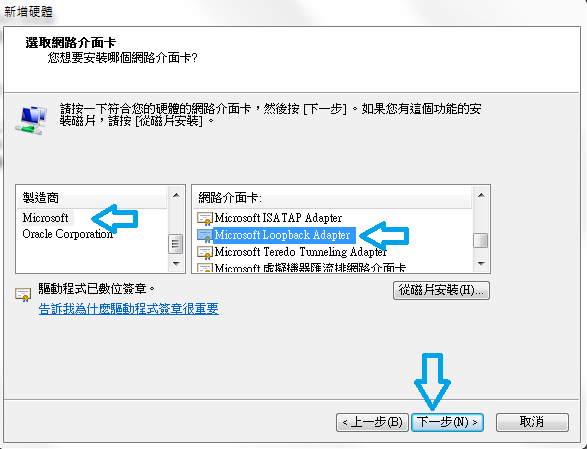 新增硬體
選取網路介面卡
您想要安裝哪個網路介面卡?
請按一下符合您的硬體的網路介面卡，然後按 [下一步] 。如果您有這個功能的安
裝磁片，請按 [從磁片安裝] 。
製造商
Microsoft
Oracle Corporation
網路介面卡:
Microsoft ISATAP Adapter
Microsoft Loopback Adapter
Microsoft Teredo Tunneling Adapter
Microsoft 虛擬機器匯流排網路介面卡
驅動程式已數位簽章。
告訴我為什麼驅動程式簽章很重要
從磁片安裝(H)...
< 上一步(B)
下一步(N) >
取消